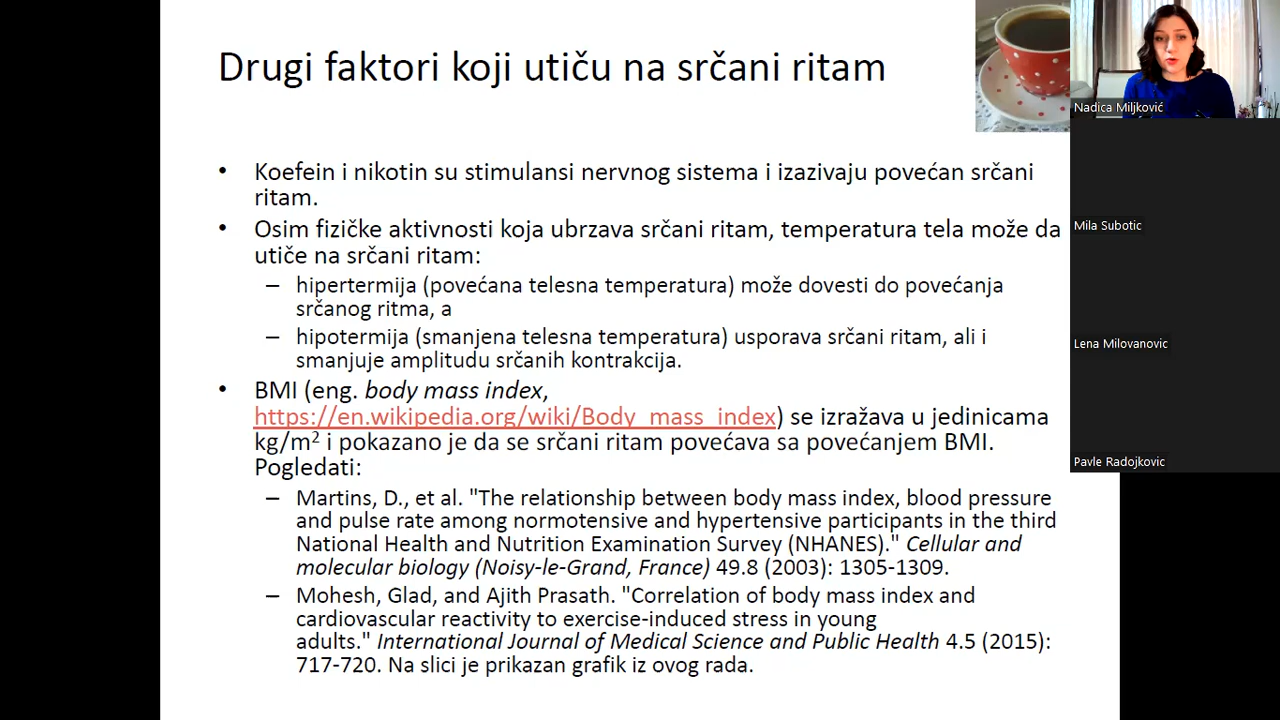 Drugi faktori koji utiču na srčani ritam
Nadica Miljković
• Koefein i nikotin su stimulansi nervnog sistema i izazivaju povećan srčani
ritam.
• Osim fizičke aktivnosti koja ubrzava srčani ritam, temperatura tela može da
utiče na srčani ritam:
– hipertermija (povećana telesna temperatura) može dovesti do povećanja
srčanog ritma, a
– hipotermija (smanjena telesna temperatura) usporava srčani ritam, ali i
smanjuje amplitudu srčanih kontrakcija.
• BMI (eng. body mass index,
https://en.wikipedia.org/wiki/Body_mass_index) se izražava u jedinicama
kg/m² i pokazano je da se srčani ritam povećava sa povećanjem BMI.
Pogledati:
– Martins, D., et al. "The relationship between body mass index, blood pressure
and pulse rate among normotensive and hypertensive participants in the third
National Health and Nutrition Examination Survey (NHANES)." Cellular and
molecular biology (Noisy-le-Grand, France) 49.8 (2003): 1305-1309.
– Mohesh, Glad, and Ajith Prasath. "Correlation of body mass index and
cardiovascular reactivity to exercise-induced stress in young
adults." International Journal of Medical Science and Public Health 4.5 (2015):
717-720. Na slici je prikazan grafik iz ovog rada.
Mila Subotic
Lena Milovanovic
Pavle Radojkovic